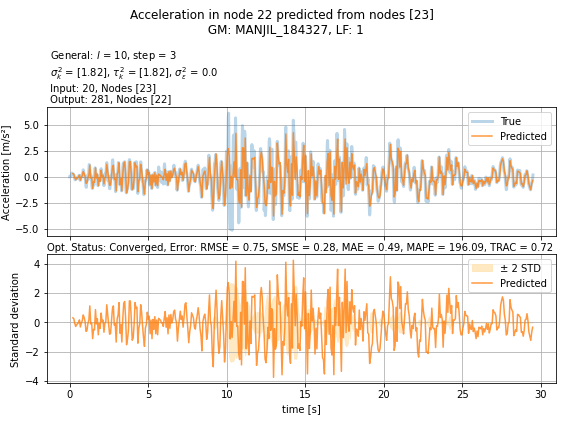 Acceleration in node 22 predicted from nodes [23]
GM: MANJIL_184327, LF: 1
General: l = 10, step = 3
σ²ₖ = [1.82], τ²ₖ = [1.82], σ²ₑ = 0.0
Input: 20, Nodes [23]
Output: 281, Nodes [22]
Acceleration [m/s²]
5.0
2.5
0.0
−2.5
−5.0
True
Predicted
Opt. Status: Converged, Error: RMSE = 0.75, SMSE = 0.28, MAE = 0.49, MAPE = 196.09, TRAC = 0.72
Standard deviation
4
2
0
−2
−4
± 2 STD
Predicted
0 5 10 15 20 25 30
time [s]